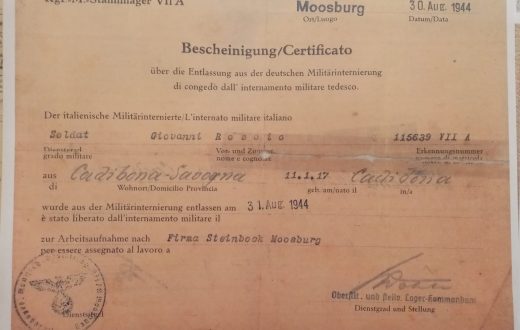 Moosburg 30. Aug. 1944
Ort/Luogo Datum/Data
Bescheinigung/Certificato
über die Entlassung aus der deutschen Militärinternierung
di congedo dall' internamento militare tedesco.
Der italienische Militärinternierte/L'internato militare italiano
Soldat Giovanni 115639 VII A
Dienstgrad Vor- und Zuname Erkennungsnummer
grado militare nome e cognome
aus Cadibona-Savona 11.1.17 Cadibona
di Wohnort/Domicilio Provincia geb. am/nato il in/a
wurde aus der Militärinternierung entlassen am 31. Aug. 1944
è stato liberato dall'internamento militare il
zur Arbeitsaufnahme nach Firma Steinbock Moosburg
per essere assegnato al lavoro a
Oberstlt. und stellv. Lager-Kommandant
Dienstsiegel Dienstgrad und Stellung